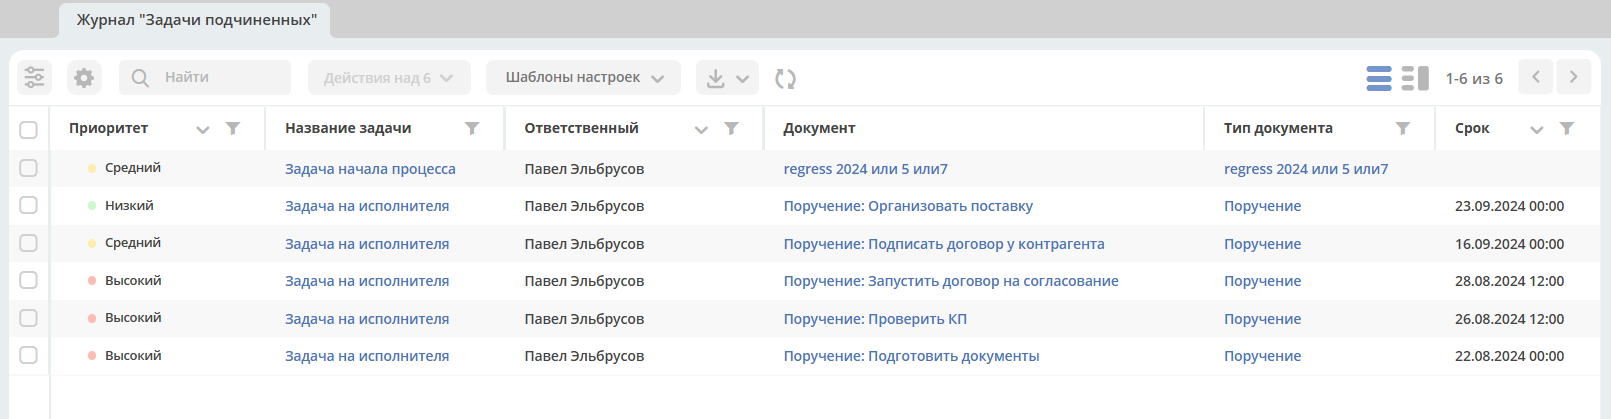 Журнал "Задачи подчиненных"
Найти Действия над 6 Шаблоны настроек 1-6 из 6
Приоритет Название задачи Ответственный Документ Тип документа Срок
Средний Задача начала процесса Павел Эльбрусов regress 2024 или 5 или7 regress 2024 или 5 или7
Низкий Задача на исполнителя Павел Эльбрусов Поручение: Организовать поставку Поручение 23.09.2024 00:00
Средний Задача на исполнителя Павел Эльбрусов Поручение: Подписать договор у контрагента Поручение 16.09.2024 00:00
Высокий Задача на исполнителя Павел Эльбрусов Поручение: Запустить договор на согласование Поручение 28.08.2024 12:00
Высокий Задача на исполнителя Павел Эльбрусов Поручение: Проверить КП Поручение 26.08.2024 12:00
Высокий Задача на исполнителя Павел Эльбрусов Поручение: Подготовить документы Поручение 22.08.2024 00:00